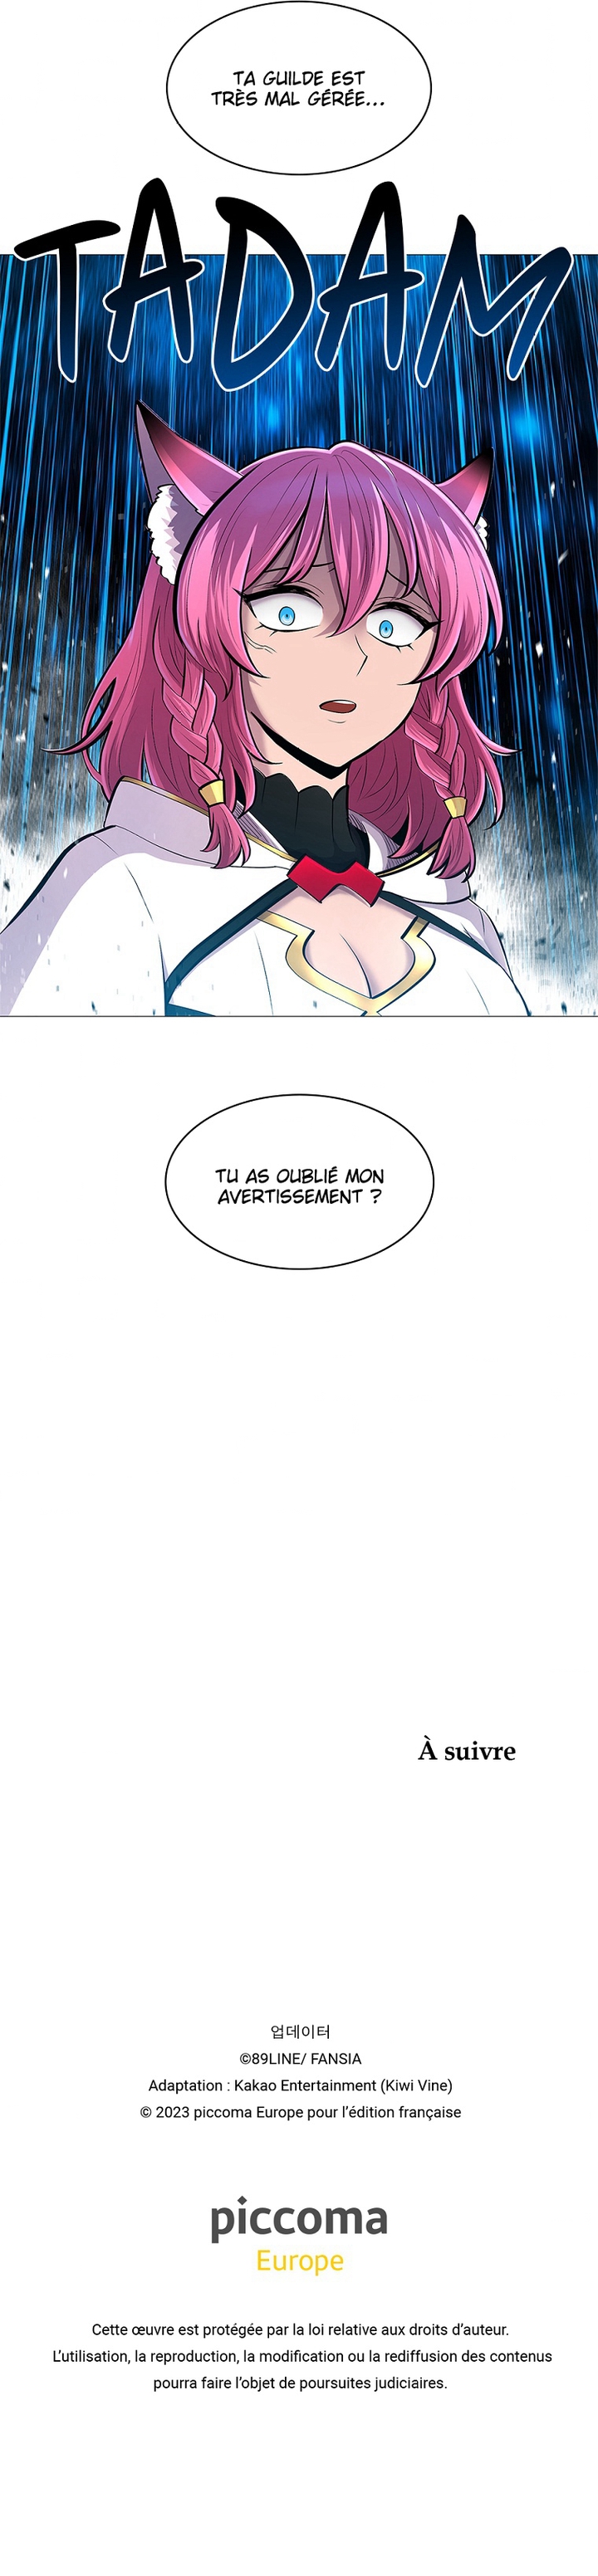 TA GUILDE EST
TRÈS MAL GÉRÉE...
TADAM
TU AS OUBLIÉ MON
AVERTISSEMENT ?
À suivre
업데이터
©89LINE/ FANSIA
Adaptation : Kakao Entertainment (Kiwi Vine)
© 2023 piccoma Europe pour l’édition française
piccoma
Europe
Cette œuvre est protégée par la loi relative aux droits d’auteur.
L’utilisation, la reproduction, la modification ou la rediffusion des contenus
pourra faire l’objet de poursuites judiciaires.